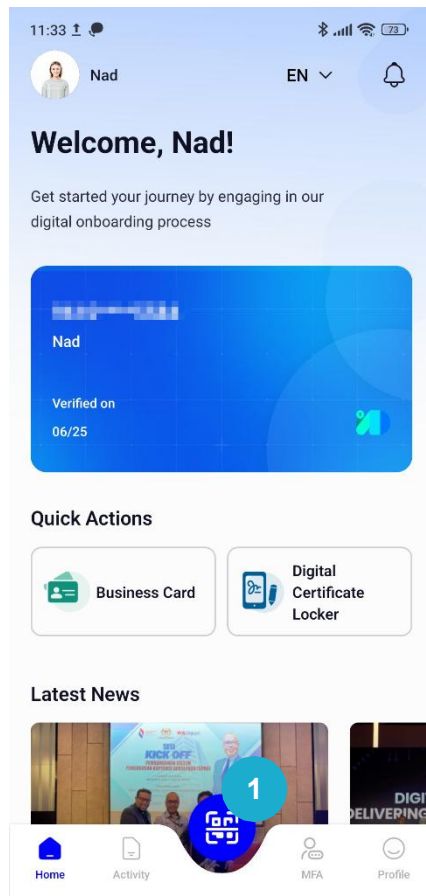 11:33
73
Nad
EN
Welcome, Nad!
Get started your journey by engaging in our
digital onboarding process
Nad
Verified on
06/25
Quick Actions
Business Card
Digital
Certificate
Locker
Latest News
SESI
KICK OFF
DIGI
DELIVERING
1
Home
Activity
MFA
Profile